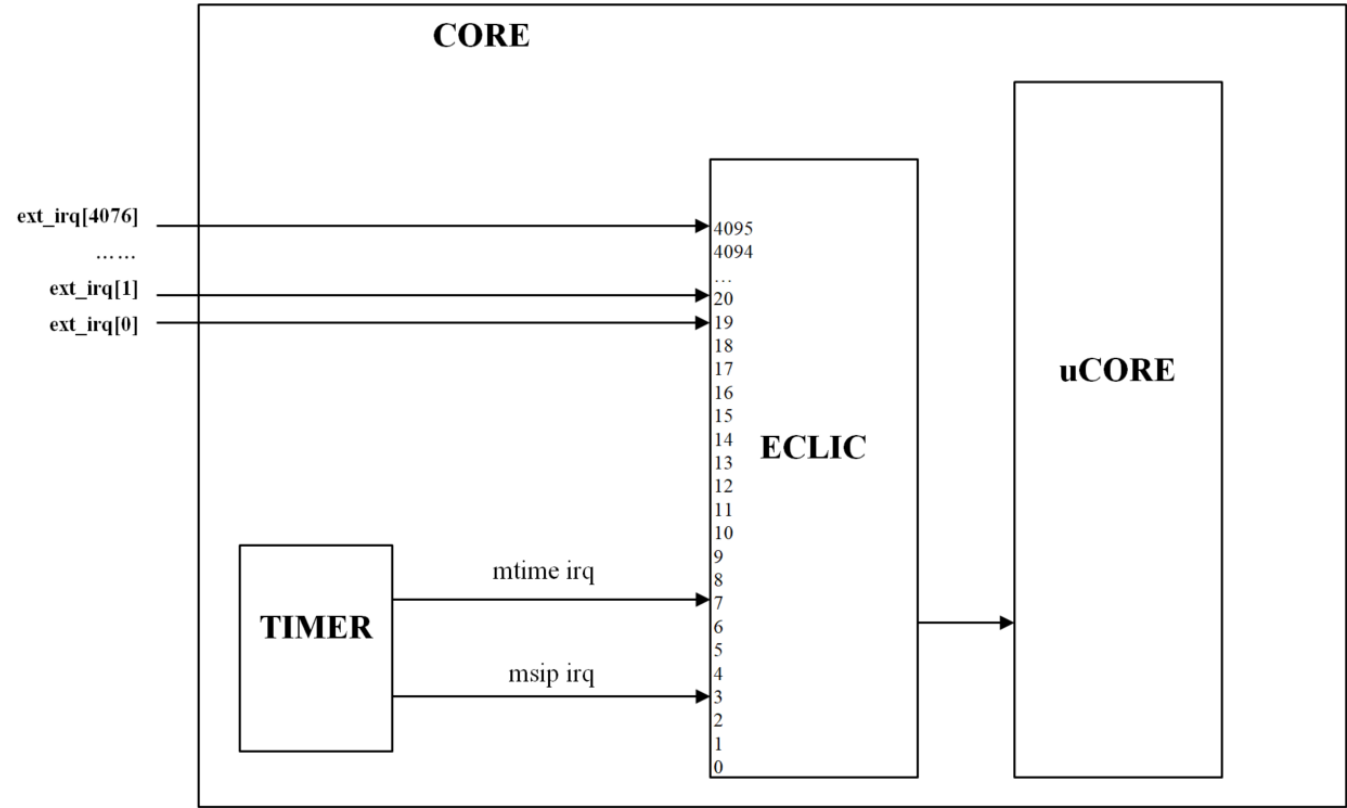 CORE
ext_irq[4076]
......
ext_irq[1]
ext_irq[0]
4095
4094
...
20
19
18
17
16
15
14
13
12
11
10
9
8
7
6
5
4
3
2
1
0
ECLIC
uCORE
TIMER
mtime irq
msip irq